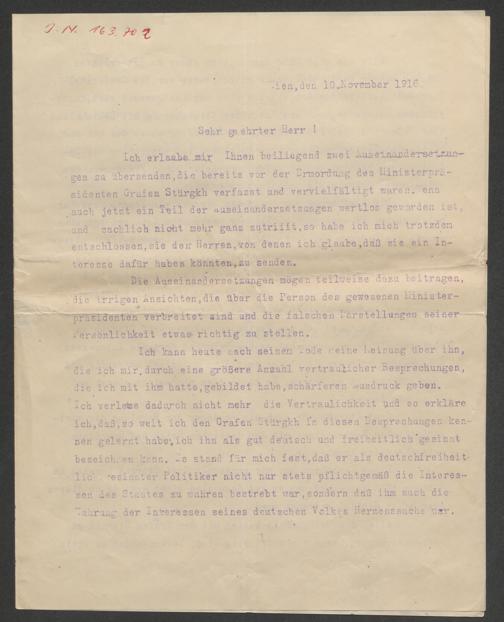 J. N. 163.702
Wien,den 10.November 1916
Sehr geehrter Herr !
Ich erlaube mir Ihnen beiliegend zwei Auseinandersetzun-
gen zu übersenden,die bereits vor der Ermordung des Ministerprä-
sidenten Grafen Stürgkh verfasst und vervielfältigt waren.
auch jetzt ein Teil der Auseinandersetzungen wertlos geworden ist,
und sachlich nicht mehr ganz zutrifft,so habe ich mich trotzdem
entschlossen,sie den Herren,von denen ich glaube,daß sie ein In-
teresse dafür haben könnten,zu senden.
Die Auseinandersetzungen mögen teilweise dazu beitragen,
die irrigen Ansichten,die über die Person des gewesenen Minister-
präsidenten verbreitet sind und die falschen Darstellungen seiner
Persönlichkeit etwas richtig zu stellen.
Ich kann heute nach seinem Tode meine Meinung über ihn,
die ich mir,durch eine größere Anzahl vertraulicher Besprechungen,
die ich mit ihm hatte,gebildet habe,schärferen Ausdruck geben.
Ich verletze dadurch nicht mehr die Vertraulichkeit und so erkläre
ich,daß,so weit ich den Grafen Stürgkh in diesen Besprechungen ken-
nen gelernt habe,ich ihn als gut deutsch und freiheitlich gesinnt
bezeichnen kann. Es stand für mich fest,daß er als deutschfreiheit
lich gesinnter Politiker nicht nur stets pflichtgemäß die Interes-
sen des Staates zu wahren bestrebt war,sondern daß ihm auch die
Wahrung der Interessen seines deutschen Volkes Herzenssache war.